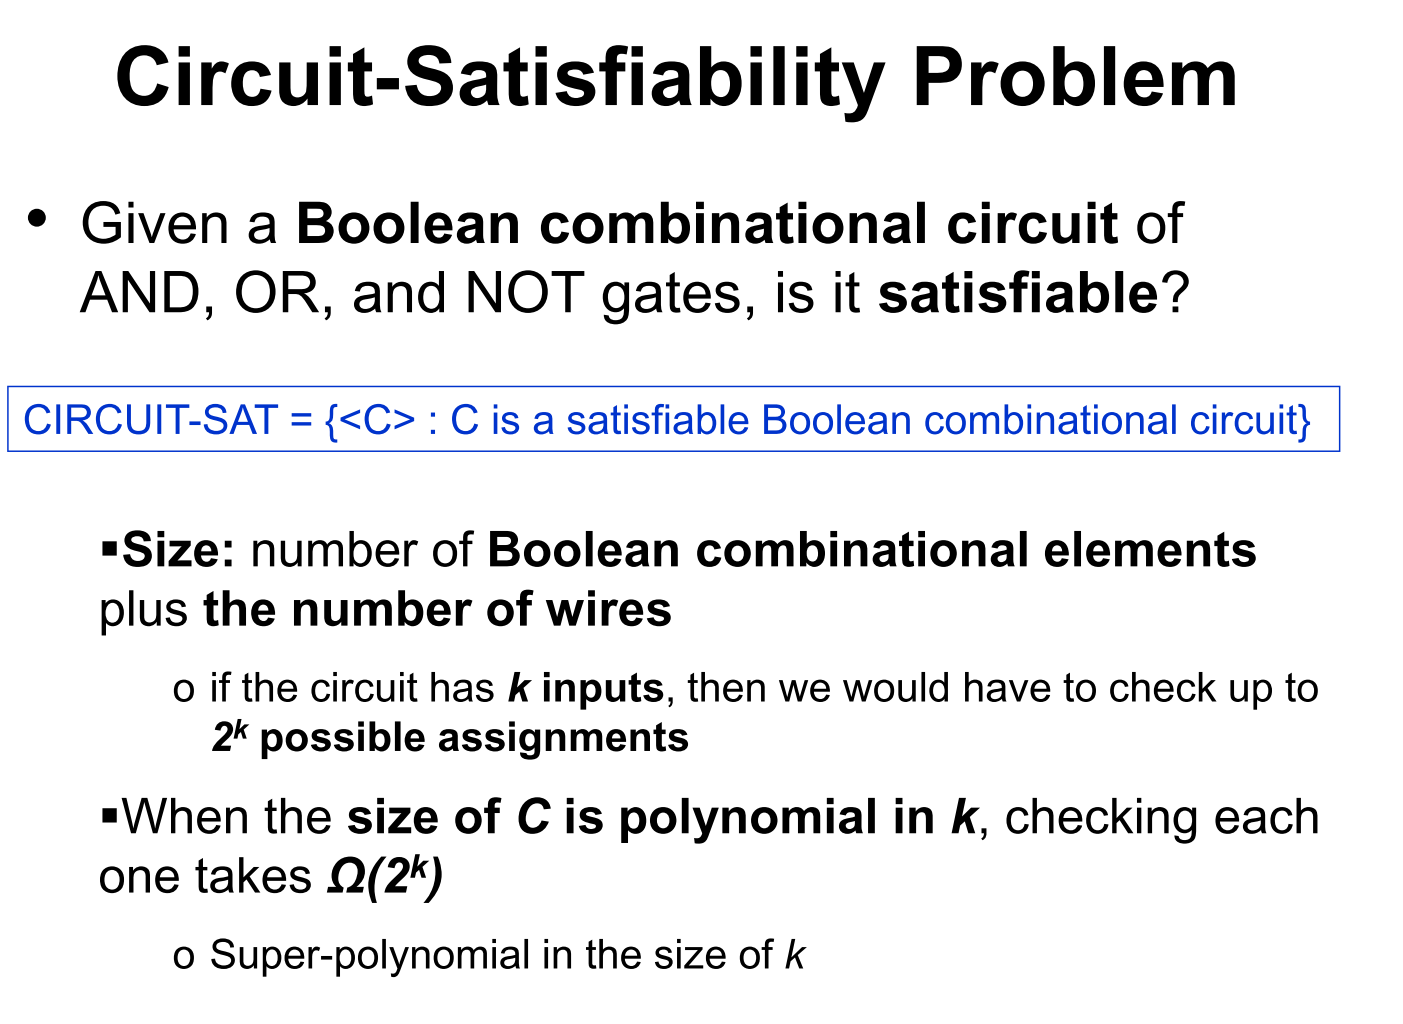 Circuit-Satisfiability Problem
• Given a Boolean combinational circuit of
AND, OR, and NOT gates, is it satisfiable?
CIRCUIT-SAT = {<C> : C is a satisfiable Boolean combinational circuit}
▪Size: number of Boolean combinational elements
plus the number of wires
o if the circuit has k inputs, then we would have to check up to
2ᵏ possible assignments
▪When the size of C is polynomial in k, checking each
one takes Ω(2ᵏ)
o Super-polynomial in the size of k